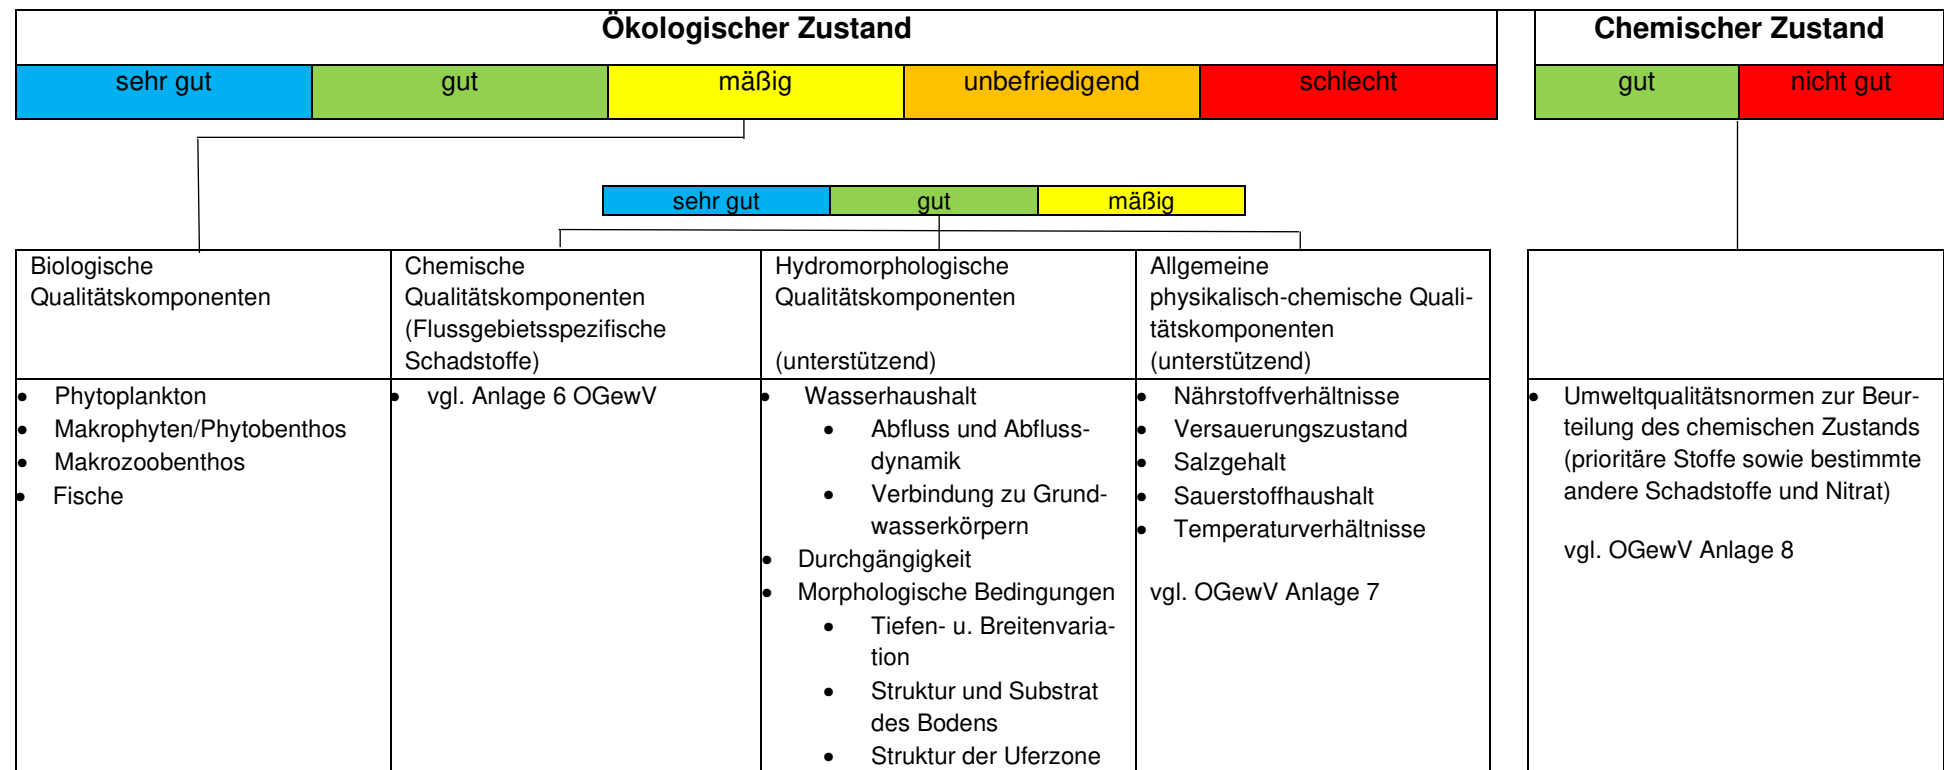 Ökologischer Zustand
sehr gut
gut
mäßig
unbefriedigend
schlecht
Chemischer Zustand
gut
nicht gut
sehr gut
gut
mäßig
Biologische
Qualitätskomponenten
Chemische
Qualitätskomponenten
(Flussgebietsspezifische
Schadstoffe)
Hydromorphologische
Qualitätskomponenten
(unterstützend)
Allgemeine
physikalisch-chemische Quali-
tätskomponenten
(unterstützend)
• Phytoplankton
• Makrophyten/Phytobenthos
• Makrozoobenthos
• Fische
• vgl. Anlage 6 OGewV
• Wasserhaushalt
• Abfluss und Abfluss-
dynamik
• Verbindung zu Grund-
wasserkörpern
• Durchgängigkeit
• Morphologische Bedingungen
• Tiefen- u. Breitenvaria-
tion
• Struktur und Substrat
des Bodens
• Struktur der Uferzone
• Nährstoffverhältnisse
• Versauerungszustand
• Salzgehalt
• Sauerstoffhaushalt
• Temperaturverhältnisse
vgl. OGewV Anlage 7
• Umweltqualitätsnormen zur Beur-
teilung des chemischen Zustands
(prioritäre Stoffe sowie bestimmte
andere Schadstoffe und Nitrat)
vgl. OGewV Anlage 8